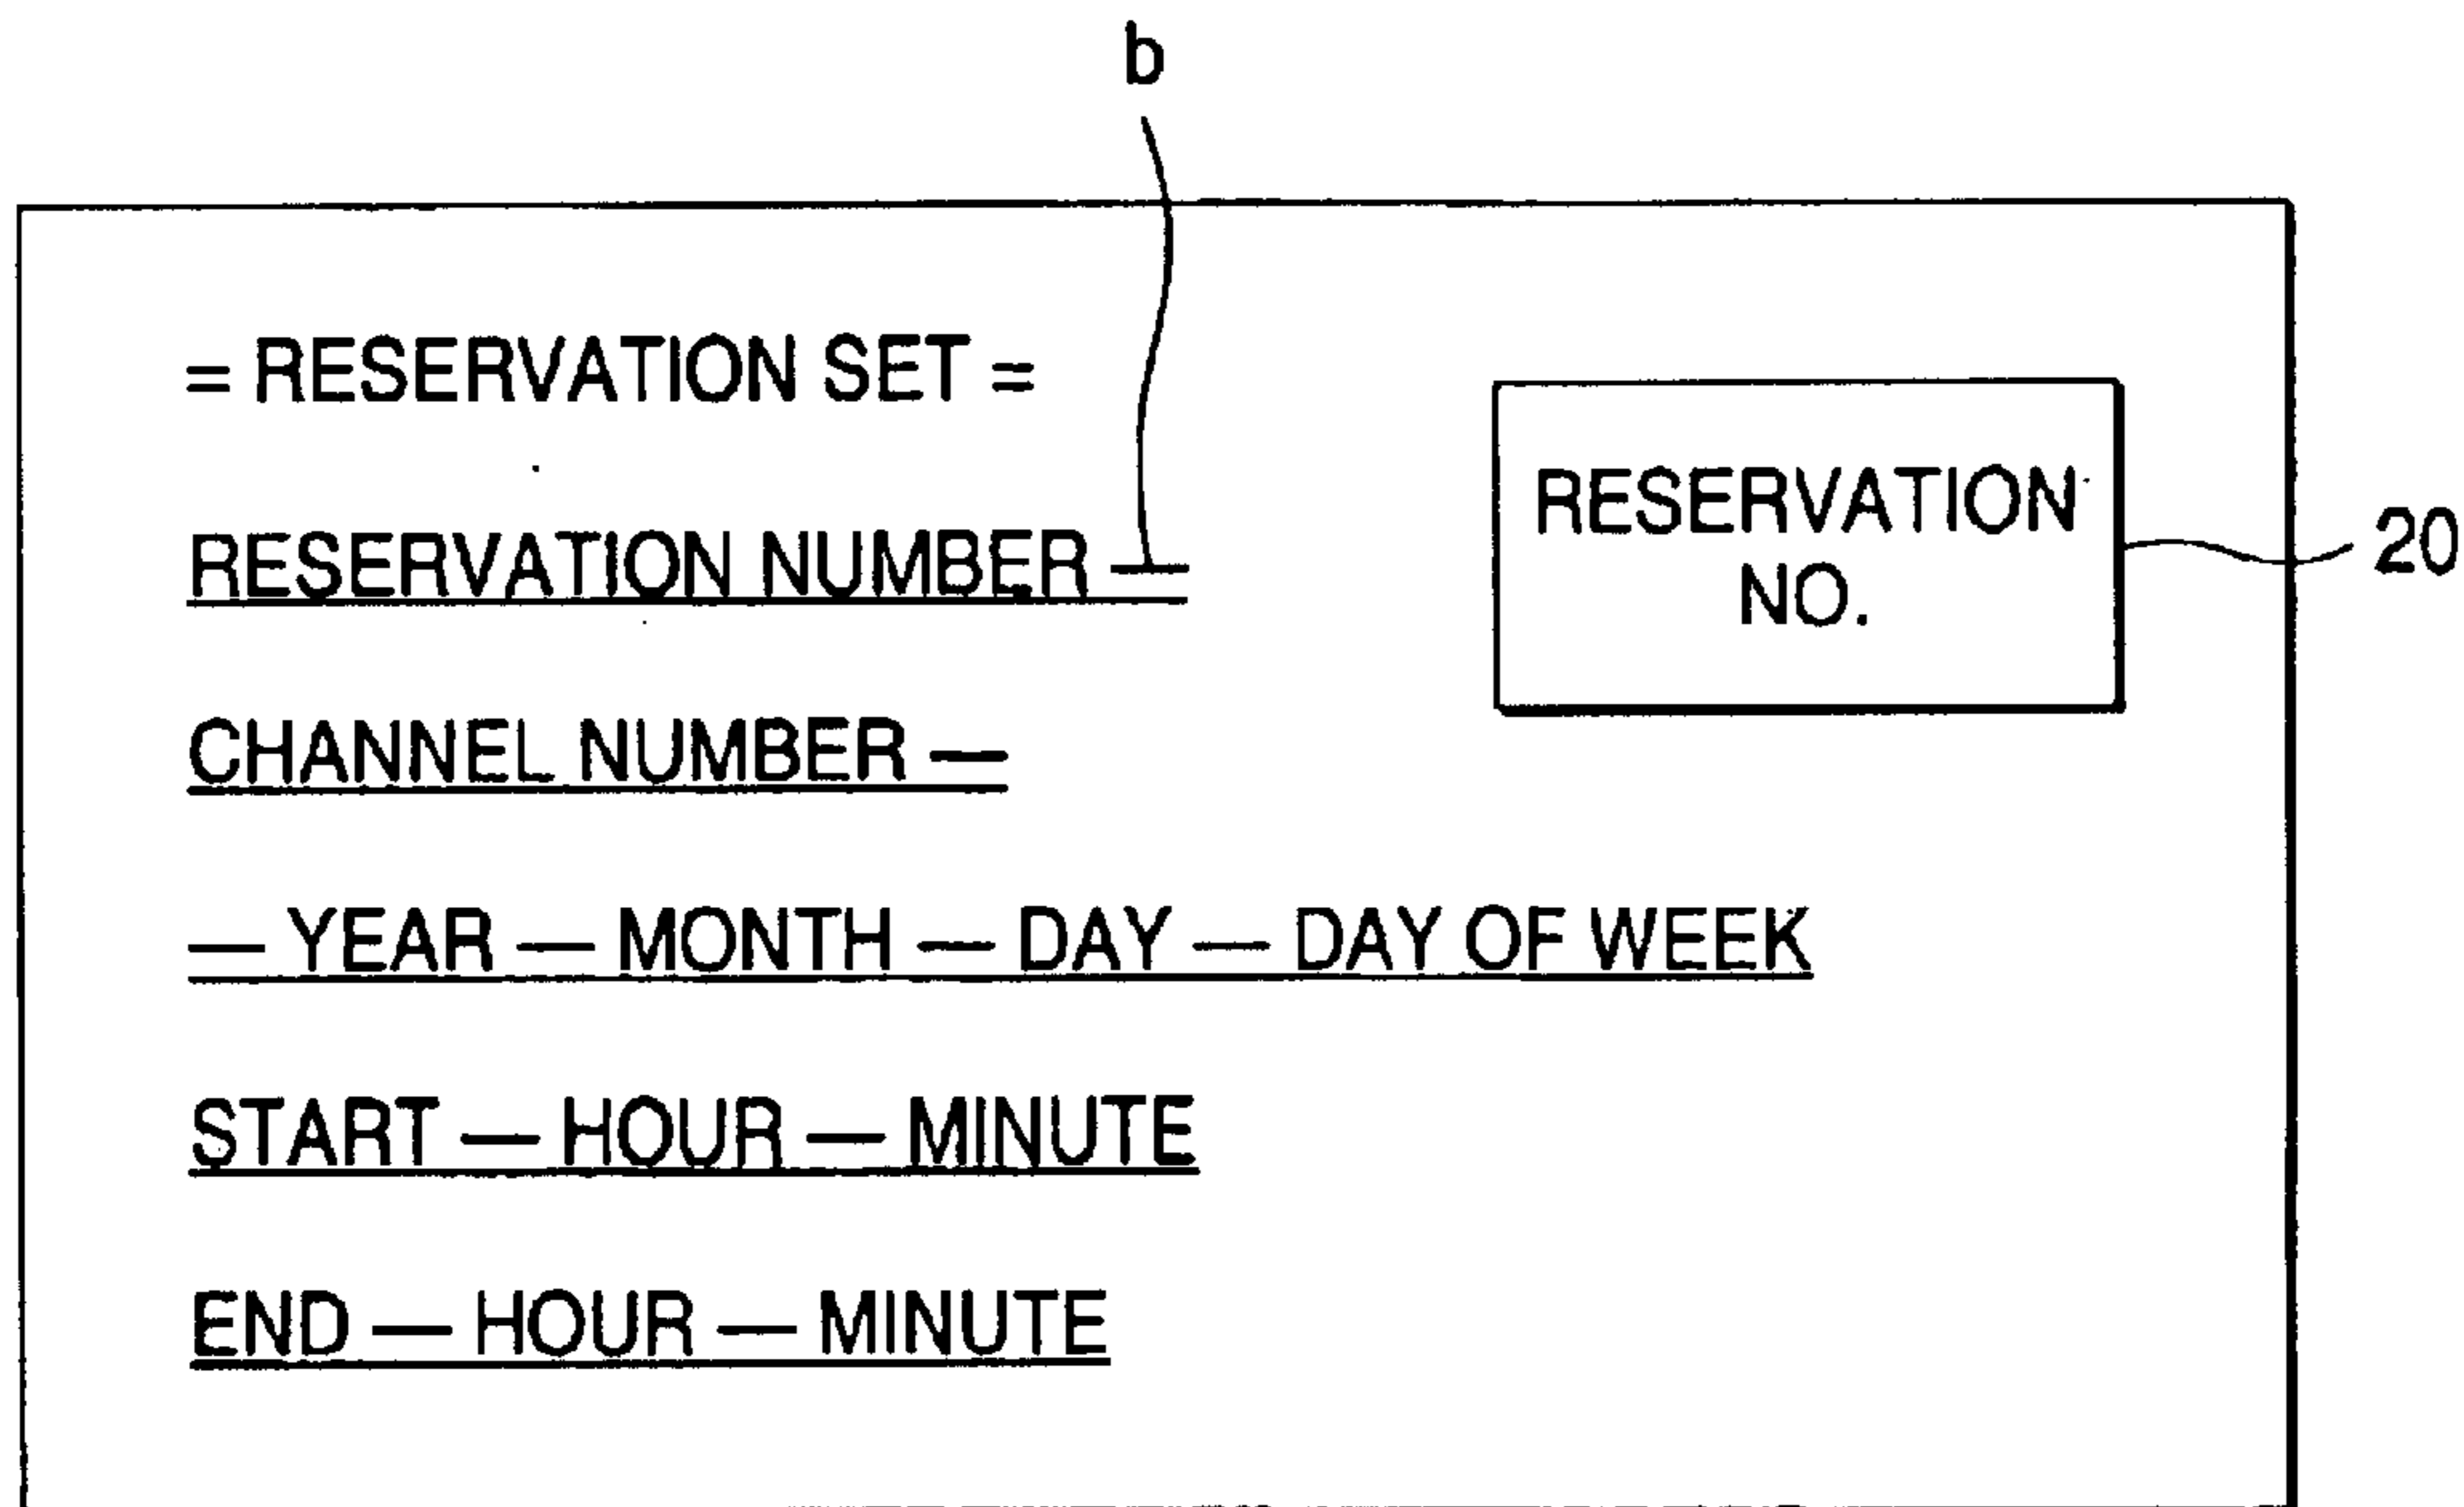 b
= RESERVATION SET =
RESERVATION NUMBER —
CHANNEL NUMBER —
— YEAR — MONTH — DAY — DAY OF WEEK
START — HOUR — MINUTE
END — HOUR — MINUTE
RESERVATION
NO.
20